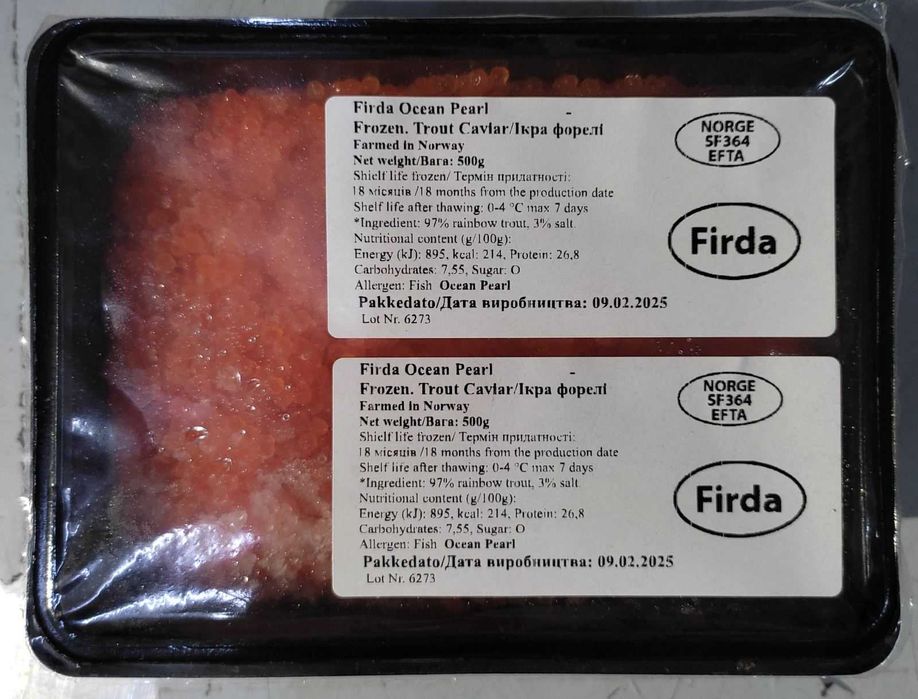 Firda Ocean Pearl -
Frozen. Trout Caviar/Ікра форелі
Farmed in Norway
Net weight/Вага: 500g
Shielf life frozen/ Термін придатності:
18 місяців /18 months from the production date
Shelf life after thawing: 0-4 °C max 7 days
*Ingredient: 97% rainbow trout, 3% salt.
Nutritional content (g/100g):
Energy (kJ): 895, kcal: 214, Protein: 26,8
Carbohydrates: 7,55, Sugar: O
Allergen: Fish Ocean Pearl
Pakkedato/Дата виробництва: 09.02.2025
Lot Nr. 6273
NORGE
SF364
EFTA
Firda
Firda Ocean Pearl -
Frozen. Trout Caviar/Ікра форелі
Farmed in Norway
Net weight/Вага: 500g
Shielf life frozen/ Термін придатності:
18 місяців /18 months from the production date
Shelf life after thawing: 0-4 °C max 7 days
*Ingredient: 97% rainbow trout, 3% salt
Nutritional content (g/100g):
Energy (kJ): 895, kcal: 214, Protein: 26,8
Carbohydrates: 7,55, Sugar: O
Allergen: Fish Ocean Pearl
Pakkedato/Дата виробництва: 09.02.2025
Lot Nr. 6273
NORGE
SF364
EFTA
Firda